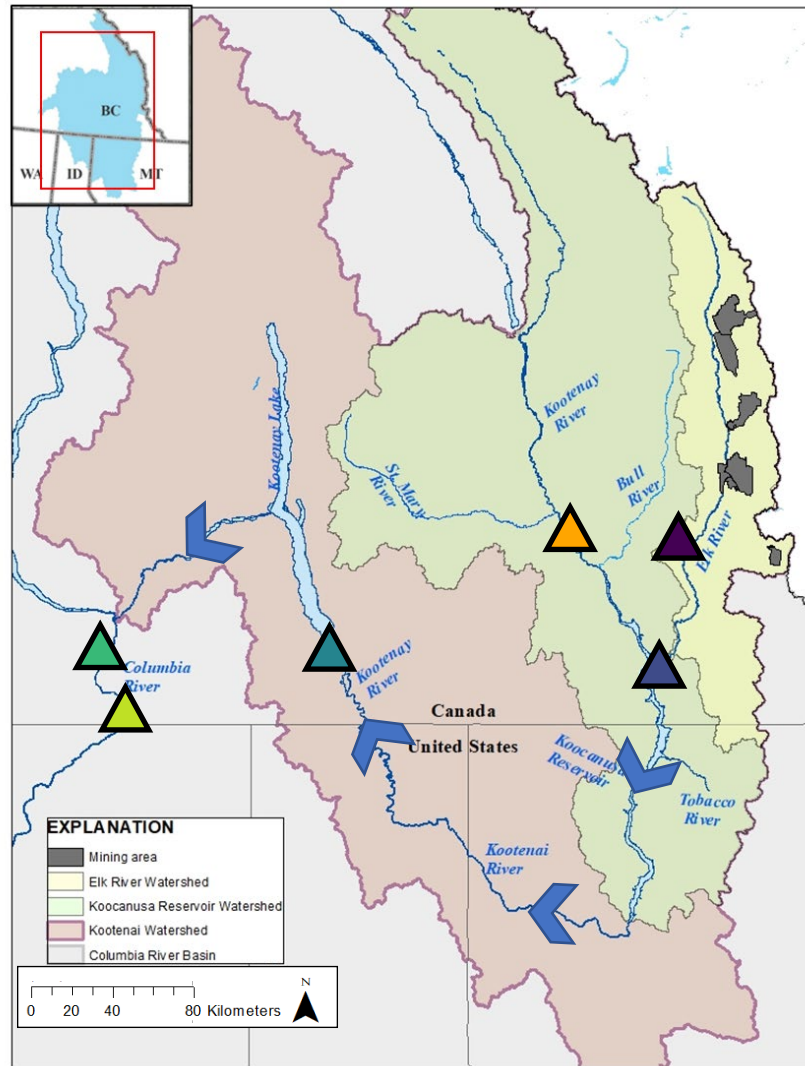 BC
WA
ID
MT
Kootenay Lake
Kootenay
River
St. Mary
River
Bull
River
Elk River
Columbia
River
Kootenay
River
Canada
United States
Koocanusa
Reservoir
Tobacco
River
Kootenai
River
EXPLANATION
Mining area
Elk River Watershed
Koocanusa Reservoir Watershed
Kootenai Watershed
Columbia River Basin
N
0 20 40 80 Kilometers